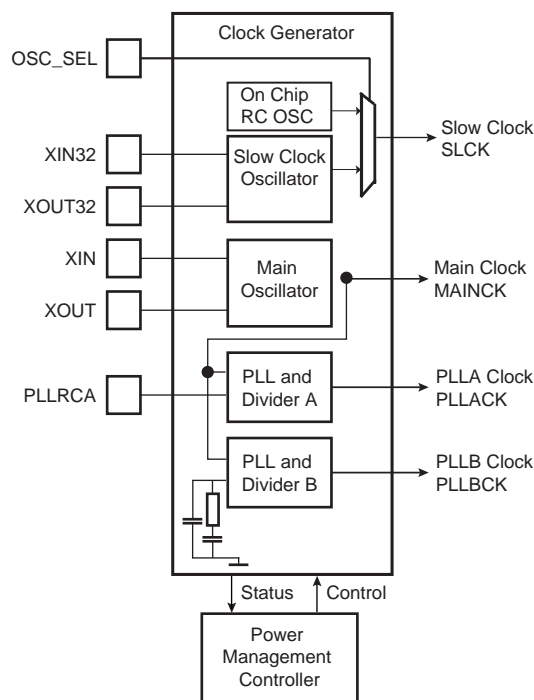 Clock Generator
OSC_SEL
On Chip
RC OSC
Slow Clock
SLCK
XIN32
Slow Clock
Oscillator
XOUT32
XIN
Main
Oscillator
Main Clock
MAINCK
XOUT
PLLRCA
PLL and
Divider A
PLLA Clock
PLLACK
PLL and
Divider B
PLLB Clock
PLLBCK
Status
Control
Power
Management
Controller